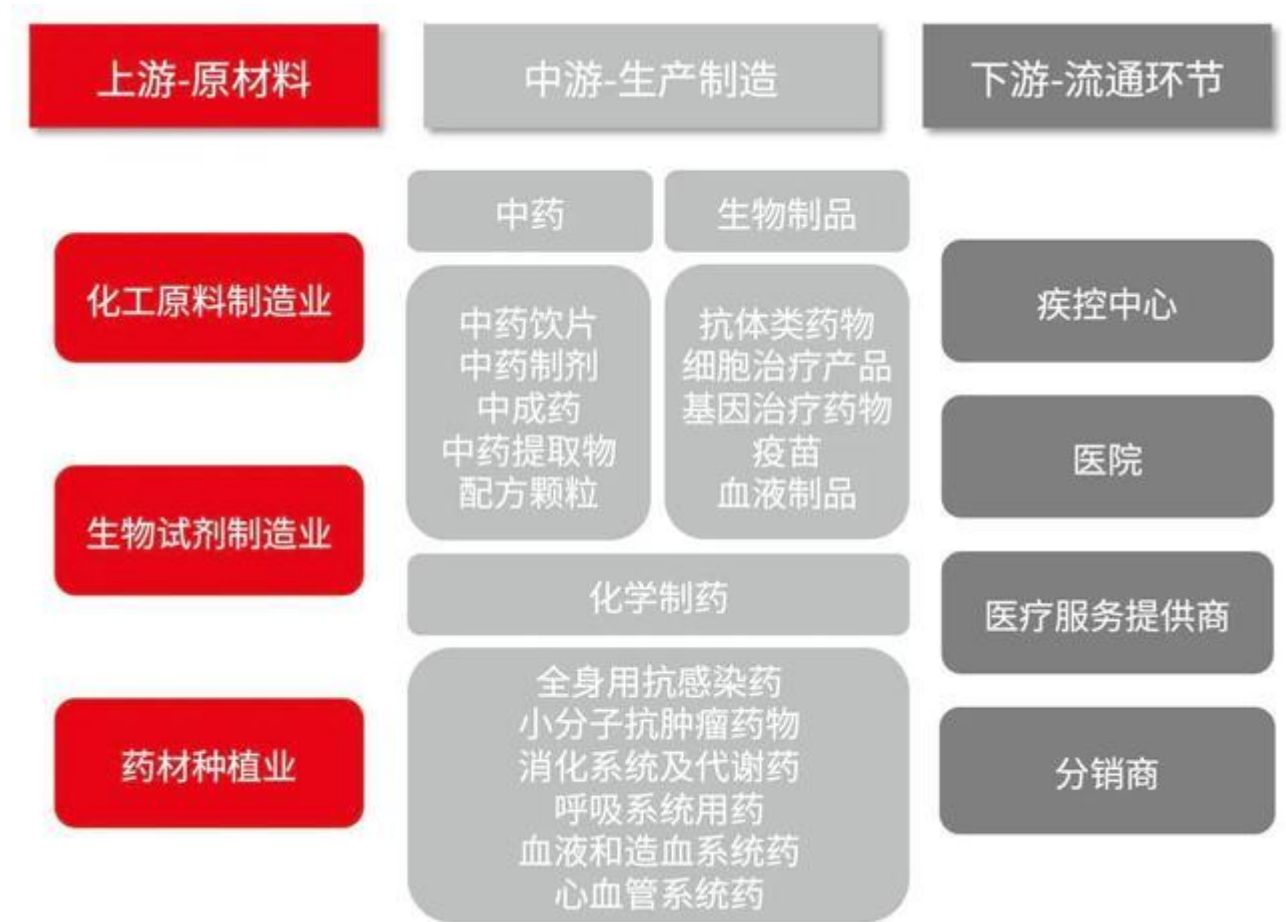 上游-原材料
中游-生产制造
下游-流通环节
化工原料制造业
生物试剂制造业
药材种植业
中药
中药饮片
中药制剂
中成药
中药提取物
配方颗粒
生物制品
抗体类药物
细胞治疗产品
基因治疗药物
疫苗
血液制品
化学制药
全身用抗感染药
小分子抗肿瘤药物
消化系统及代谢药
呼吸系统用药
血液和造血系统药
心血管系统药
疾控中心
医院
医疗服务提供商
分销商